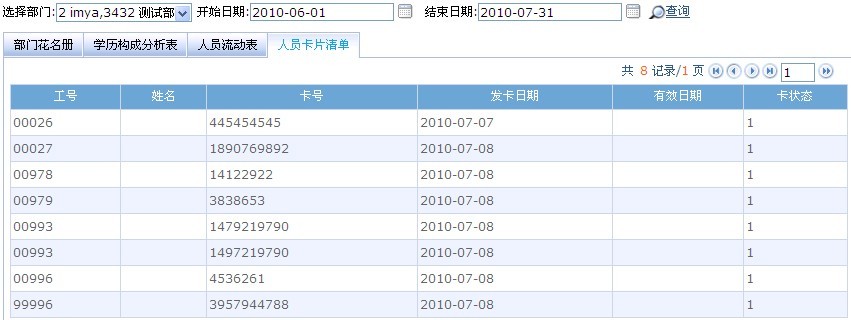 选择部门: 2 imya,3432 测试部 开始日期: 2010-06-01 结束日期: 2010-07-31 查询
部门花名册 学历构成分析表 人员流动表 人员卡片清单
共 8 记录/1 页 1
工号 姓名 卡号 发卡日期 有效日期 卡状态
00026 445454545 2010-07-07 1
00027 1890769892 2010-07-08 1
00978 14122922 2010-07-08 1
00979 3838653 2010-07-08 1
00993 1479219790 2010-07-08 1
00993 1497219790 2010-07-08 1
00996 4536261 2010-07-08 1
99996 3957944788 2010-07-08 1